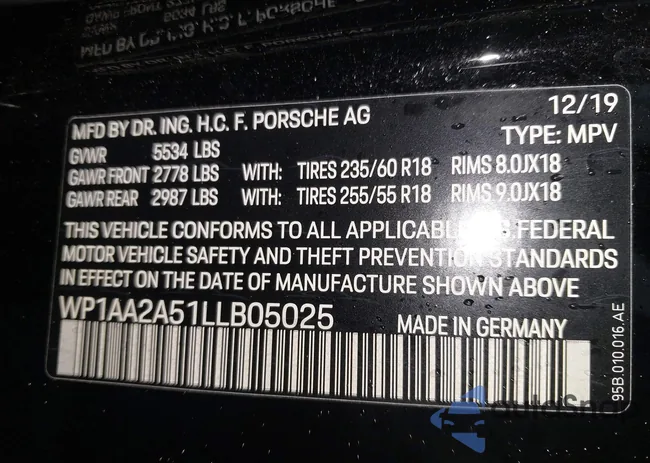 MFD BY DR. ING. H.C. F. PORSCHE AG 12/19
GVWR 5534 LBS TYPE: MPV
GAWR FRONT 2778 LBS WITH: TIRES 235/60 R18 RIMS 8.0JX18
GAWR REAR 2987 LBS WITH: TIRES 255/55 R18 RIMS 9.0JX18
THIS VEHICLE CONFORMS TO ALL APPLICABLE FEDERAL
MOTOR VEHICLE SAFETY AND THEFT PREVENTION STANDARDS
IN EFFECT ON THE DATE OF MANUFACTURE SHOWN ABOVE
WP1AA2A51LLB05025 MADE IN GERMANY
95B.010.016.AE